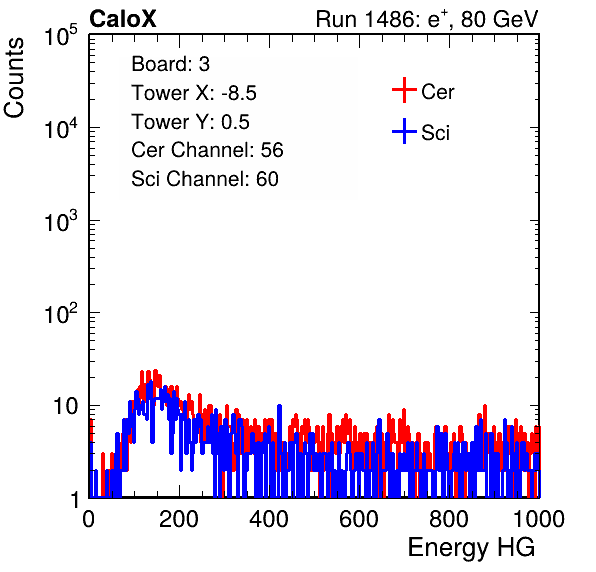 CaloX Run 1486: e⁺, 80 GeV
Counts
Board: 3
Tower X: -8.5
Tower Y: 0.5
Cer Channel: 56
Sci Channel: 60
Cer
Sci
10⁵
10⁴
10³
10²
10
1
0 200 400 600 800 1000
Energy HG